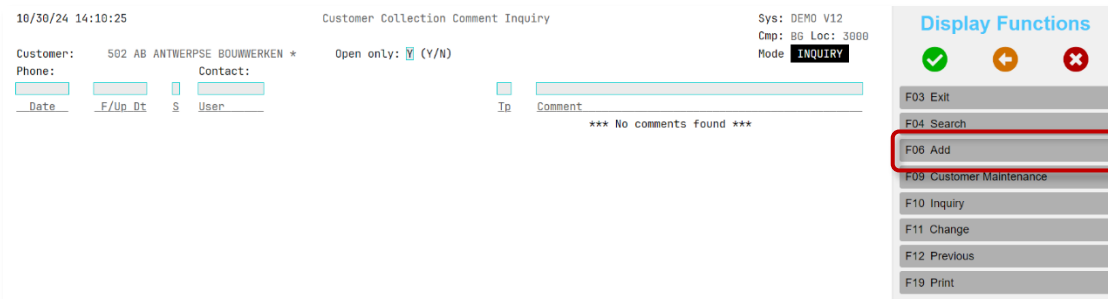 10/30/24 14:10:25 Customer Collection Comment Inquiry Sys: DEMO V12
Cmp: BG Loc: 3000
Customer: 502 AB ANTWERPSE BOUWWERKEN * Open only: Y (Y/N) Mode INQUIRY
Phone: Contact:
Date F/Up Dt S User Tp Comment
*** No comments found ***
Display Functions
F03 Exit
F04 Search
F06 Add
F09 Customer Maintenance
F10 Inquiry
F11 Change
F12 Previous
F19 Print